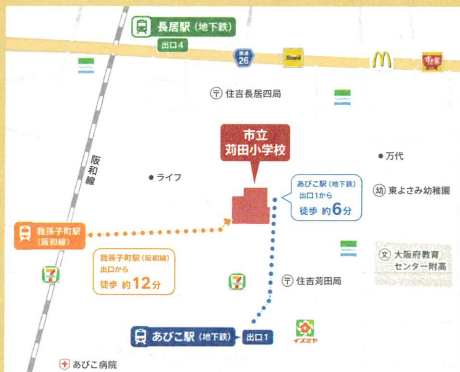 長居駅(地下鉄)
出口4
26
〒住吉長居四局
市立
苅田小学校
万代
阪和線
ライフ
あびこ駅(地下鉄)
出口1から
徒歩 約6分
幼 東よさみ幼稚園
我孫子町駅
(阪和線)
我孫子町駅(阪和線)
出口から
徒歩 約12分
文 大阪府教育
センター附高
〒住吉苅田局
あびこ駅(地下鉄) 出口1
イズミヤ
あびこ病院